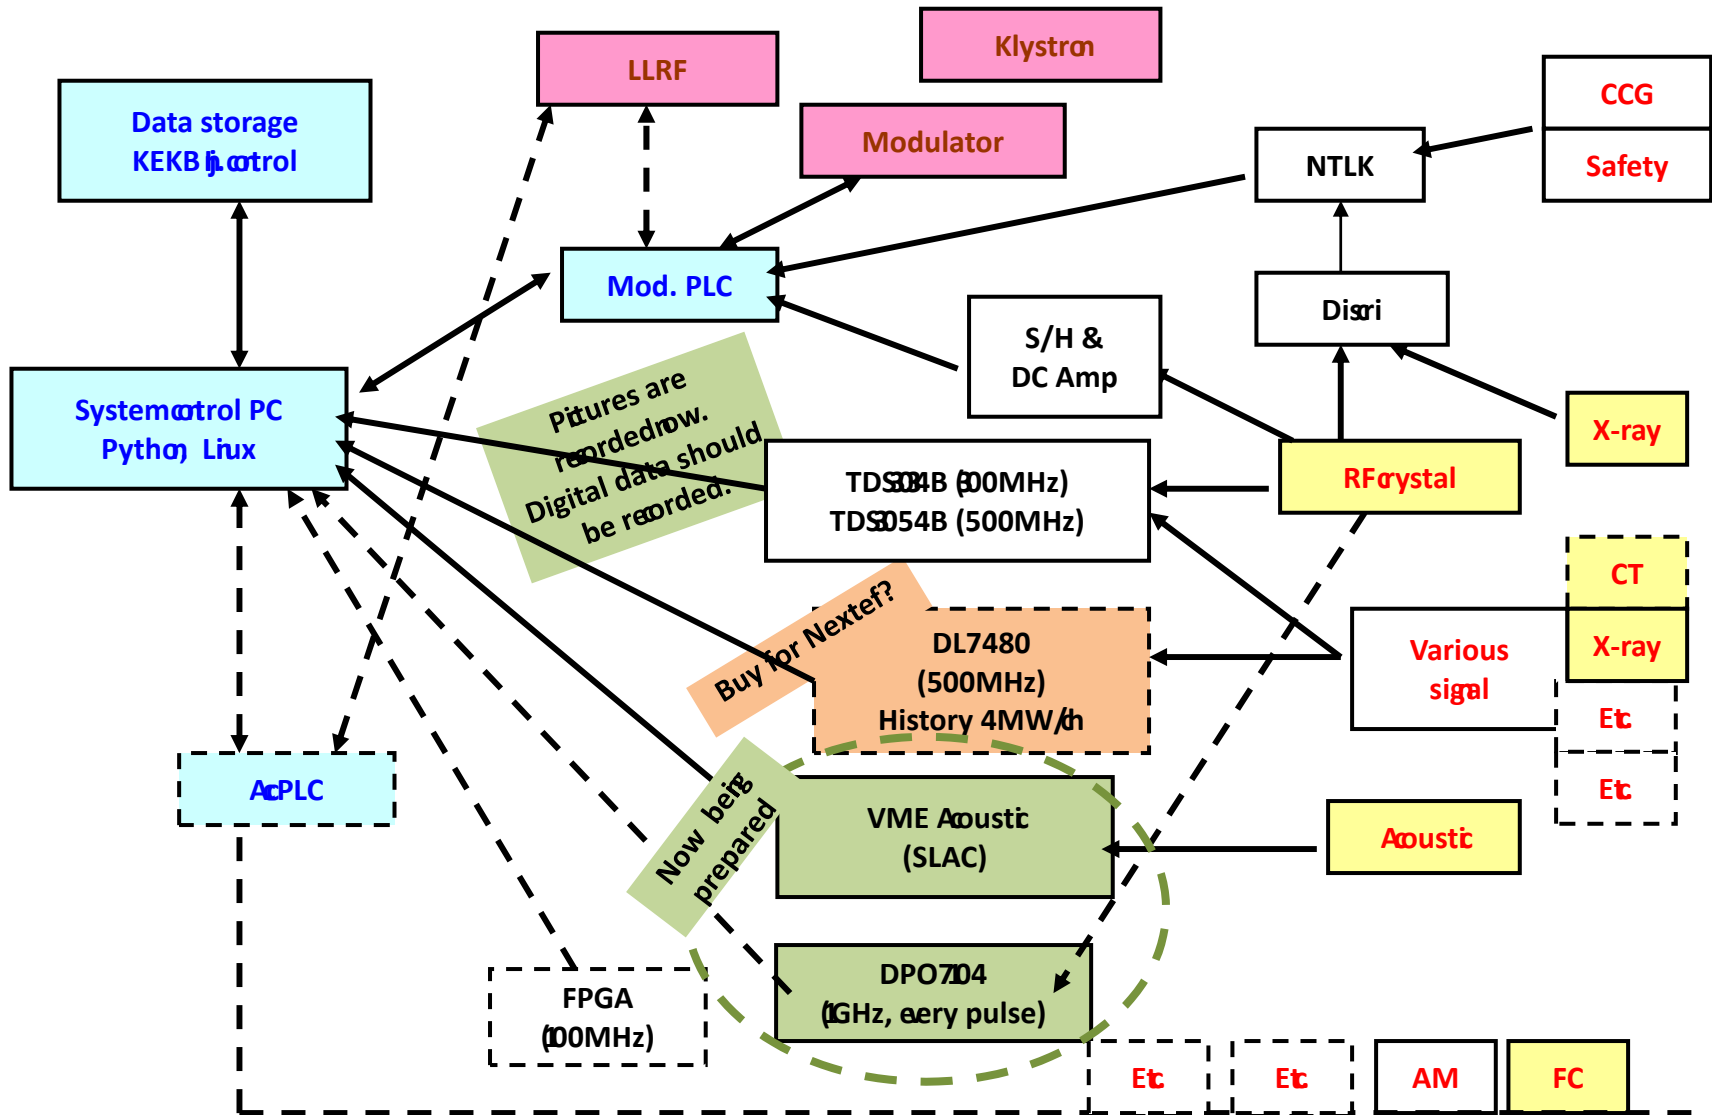 Klystron
LLRF
CCG
Data storage
KEKB inj. control
Modulator
NTLK
Safety
Mod. PLC
Discri
S/H &
DC Amp
Pictures are
recorded now.
Digital data should
be recorded.
System control PC
Python, Linux
X-ray
TDS3034B (300MHz)
TDS3054B (500MHz)
RF crystal
CT
Buy for Nextef?
DL7480
(500MHz)
History 4MW/ch
Various
signal
X-ray
Etc.
Etc.
Acc PLC
Now being
prepared
VME Acoustic
(SLAC)
Acoustic
DPO7104
(1GHz, every pulse)
FPGA
(100MHz)
Etc.
Etc.
AM
FC